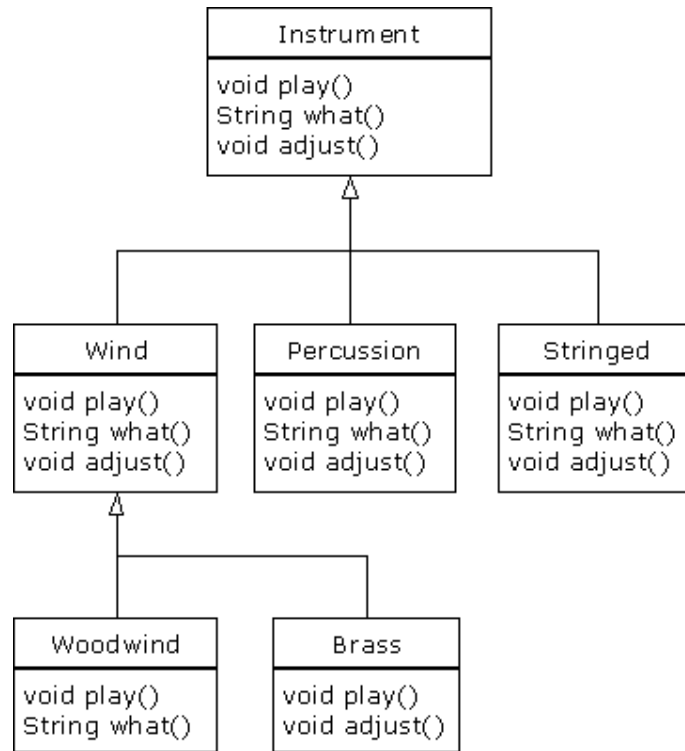 Instrument
void play()
String what()
void adjust()
Wind
void play()
String what()
void adjust()
Percussion
void play()
String what()
void adjust()
Stringed
void play()
String what()
void adjust()
Woodwind
void play()
String what()
Brass
void play()
void adjust()